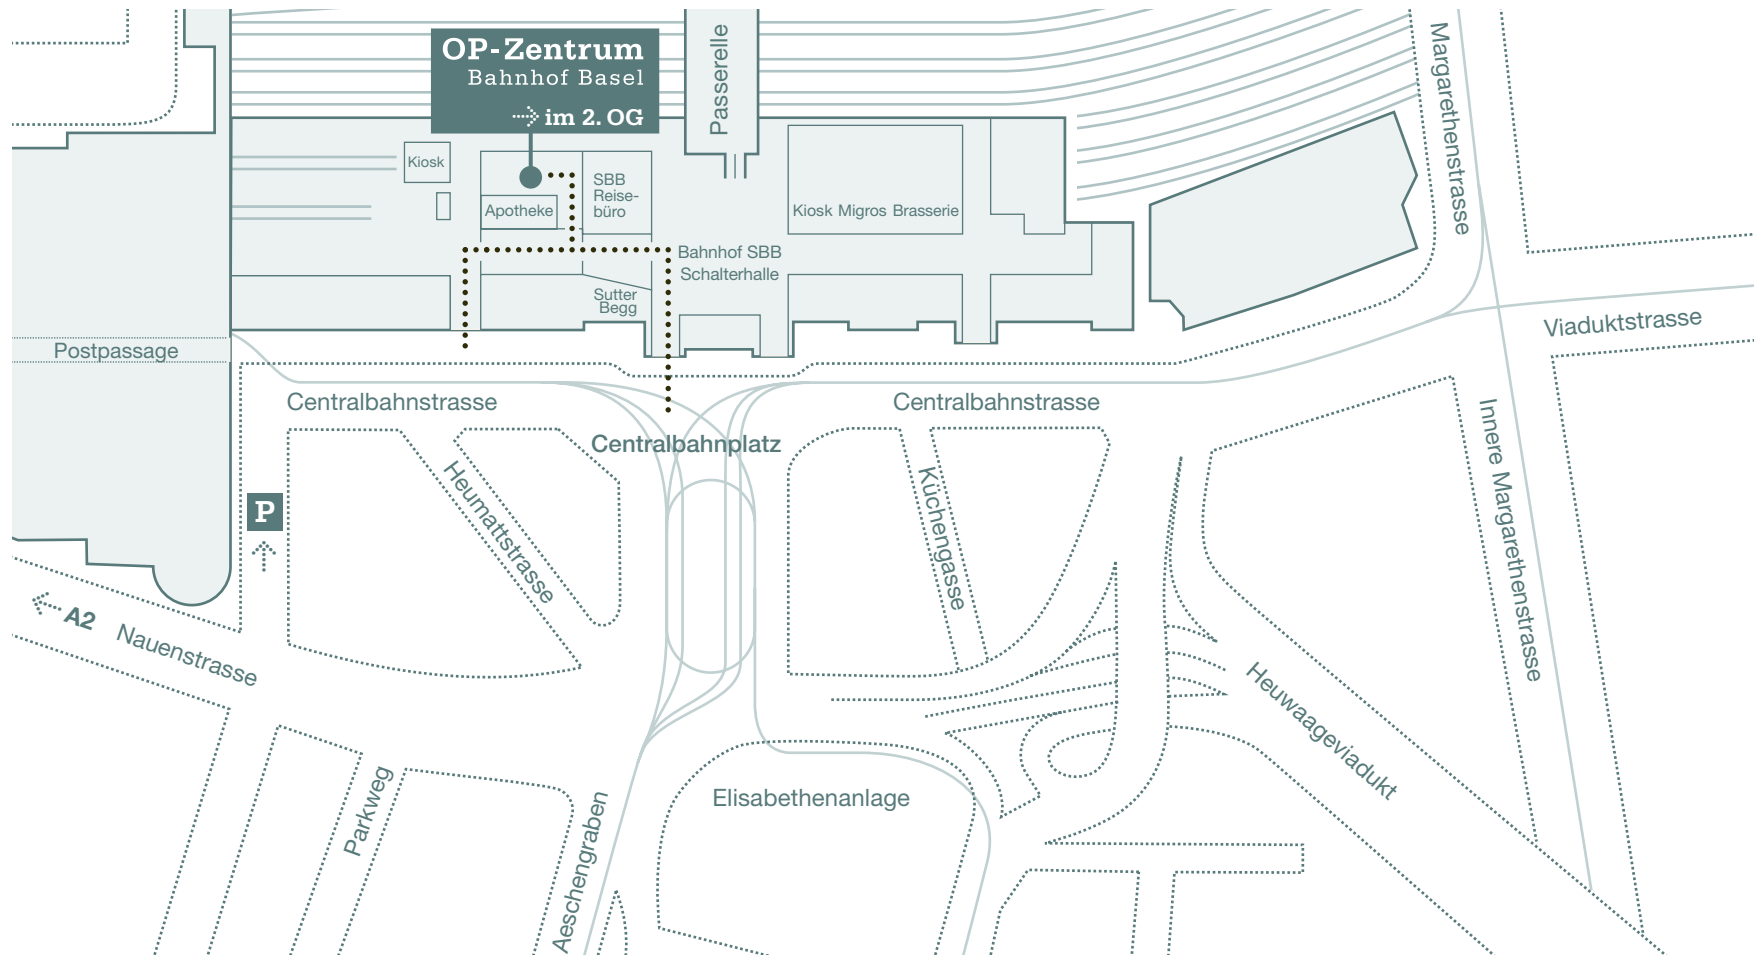 OP-Zentrum
Bahnhof Basel
im 2. OG
Passerelle
Margarethenstrasse
Kiosk
Apotheke
SBB
Reise-
büro
Kiosk Migros Brasserie
Bahnhof SBB
Schalterhalle
Sutter
Begg
Postpassage
Viaduktstrasse
Centralbahnstrasse
Centralbahnstrasse
Centralbahnplatz
Heumattstrasse
Küchengasse
Innere Margarethenstrasse
P
A2
Nauenstrasse
Heuwaageviadukt
Parkweg
Aeschengraben
Elisabethenanlage